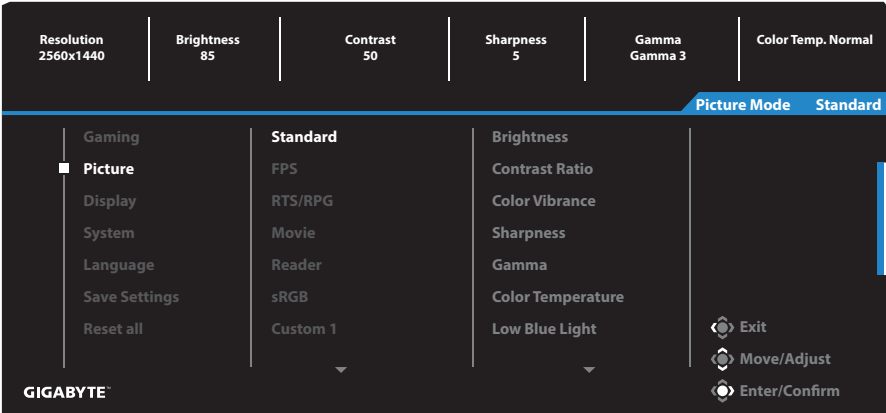 Resolution
2560x1440
Brightness
85
Contrast
50
Sharpness
5
Gamma
Gamma 3
Color Temp. Normal
Picture Mode Standard
Gaming
Picture
Display
System
Language
Save Settings
Reset all
Standard
FPS
RTS/RPG
Movie
Reader
sRGB
Custom 1
Brightness
Contrast Ratio
Color Vibrance
Sharpness
Gamma
Color Temperature
Low Blue Light
Exit
Move/Adjust
Enter/Confirm
GIGABYTE™